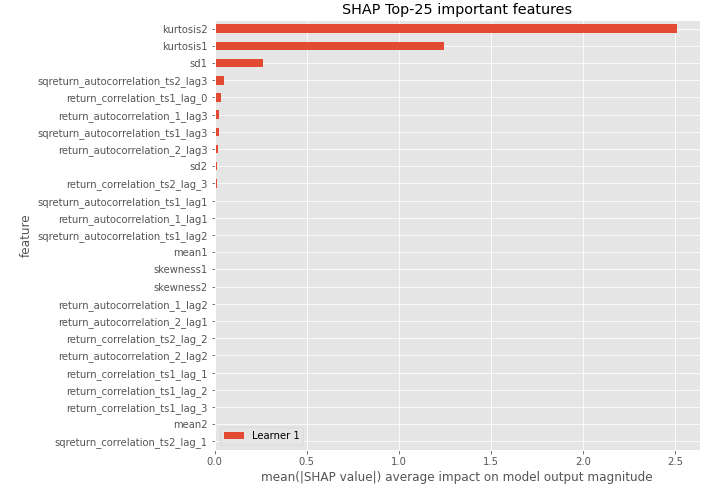 SHAP Top-25 important features
kurtosis2
kurtosis1
sd1
sqreturn_autocorrelation_ts2_lag3
return_correlation_ts1_lag_0
return_autocorrelation_1_lag3
sqreturn_autocorrelation_ts1_lag3
return_autocorrelation_2_lag3
sd2
return_correlation_ts2_lag_3
sqreturn_autocorrelation_ts1_lag1
return_autocorrelation_1_lag1
sqreturn_autocorrelation_ts1_lag2
mean1
skewness1
skewness2
return_autocorrelation_1_lag2
return_autocorrelation_2_lag1
return_correlation_ts2_lag_2
return_autocorrelation_2_lag2
return_correlation_ts1_lag_1
return_correlation_ts1_lag_2
return_correlation_ts1_lag_3
mean2
sqreturn_correlation_ts2_lag_1
feature
Learner 1
0.0 0.5 1.0 1.5 2.0 2.5
mean(|SHAP value|) average impact on model output magnitude